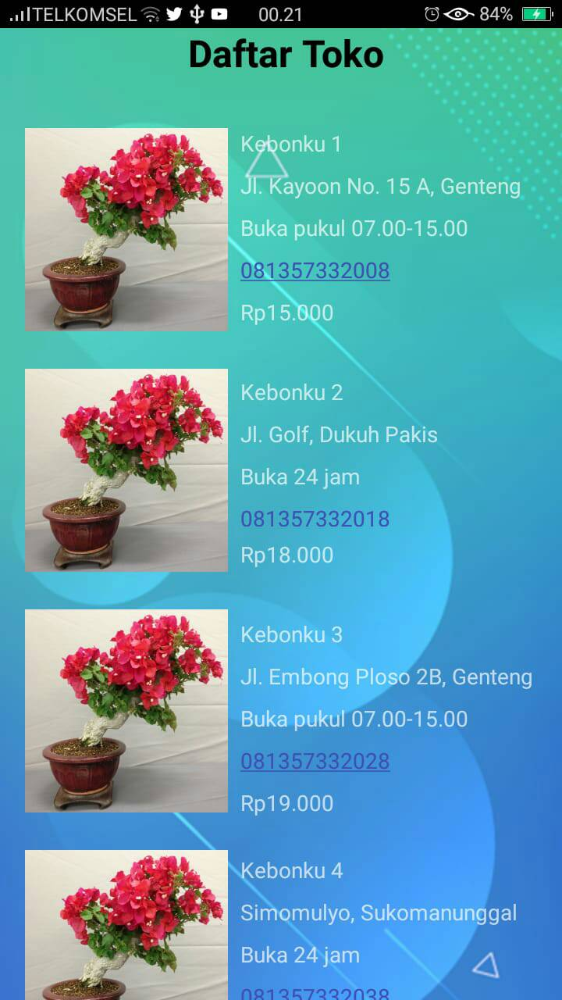 TELKOMSEL 00.21 84%
Daftar Toko
Kebonku 1
Jl. Kayoon No. 15 A, Genteng
Buka pukul 07.00-15.00
081357332008
Rp15.000
Kebonku 2
Jl. Golf, Dukuh Pakis
Buka 24 jam
081357332018
Rp18.000
Kebonku 3
Jl. Embong Ploso 2B, Genteng
Buka pukul 07.00-15.00
081357332028
Rp19.000
Kebonku 4
Simomulyo, Sukomanunggal
Buka 24 jam
081357332038